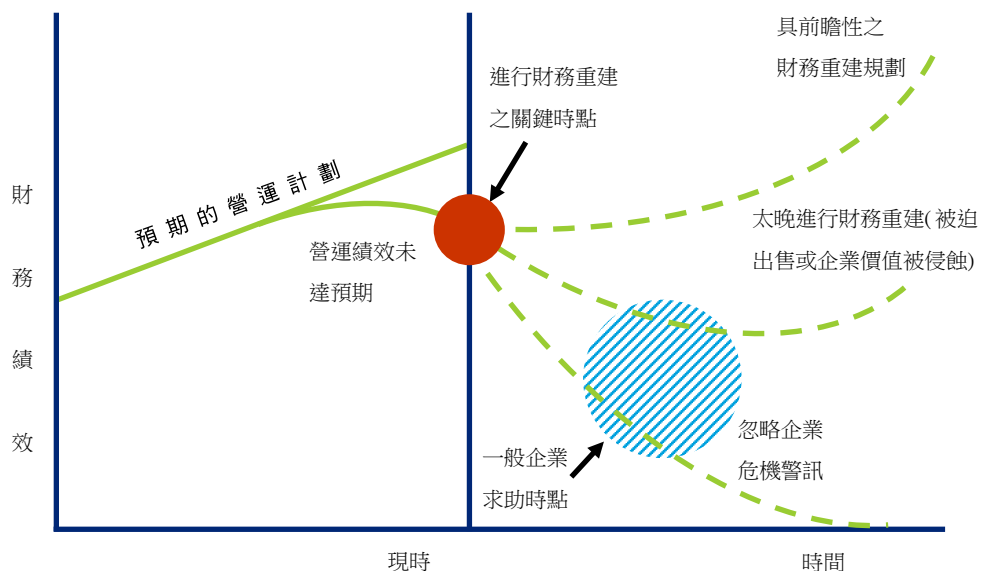 具前瞻性之
財務重建規劃
進行財務重建
之關鍵時點
預期的營運計劃
財
務
績
效
營運績效未
達預期
太晚進行財務重建(被迫
出售或企業價值被侵蝕)
忽略企業
危機警訊
一般企業
求助時點
現時
時間